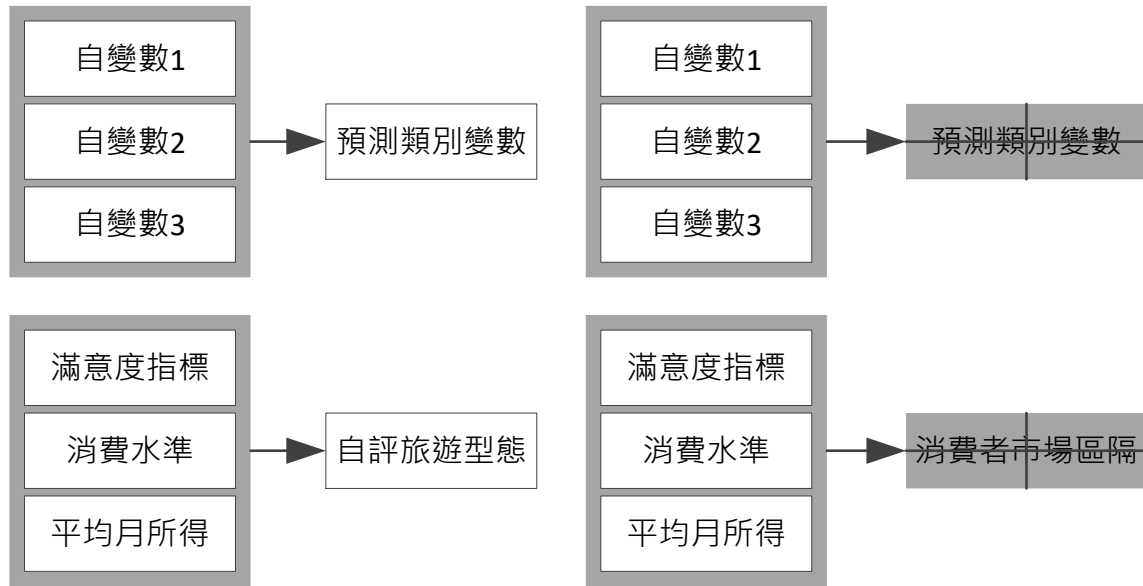 自變數1
自變數2
自變數3
預測類別變數
自變數1
自變數2
自變數3
預測類別變數
滿意度指標
消費水準
平均月所得
自評旅遊型態
滿意度指標
消費水準
平均月所得
消費者市場區隔